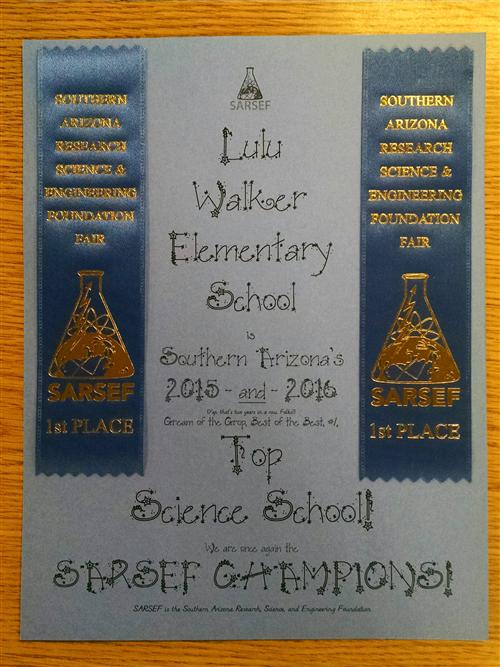 SOUTHERN
ARIZONA
RESEARCH
SCIENCE &
ENGINEERING
FOUNDATION
FAIR
SARSEF
1st PLACE
SARSEF
Lulu
Walker
Elementary
School
is
Southern Arizona's
2015 - and - 2016
(Yup, that's two years in a row, Folks!)
Cream of the Crop, Best of the Best, #1,
Top
Science School!
We are once again the
SARSEF CHAMPIONS!
SARSEF is the Southern Arizona Research, Science, and Engineering Foundation
SOUTHERN
ARIZONA
RESEARCH
SCIENCE &
ENGINEERING
FOUNDATION
FAIR
SARSEF
1st PLACE